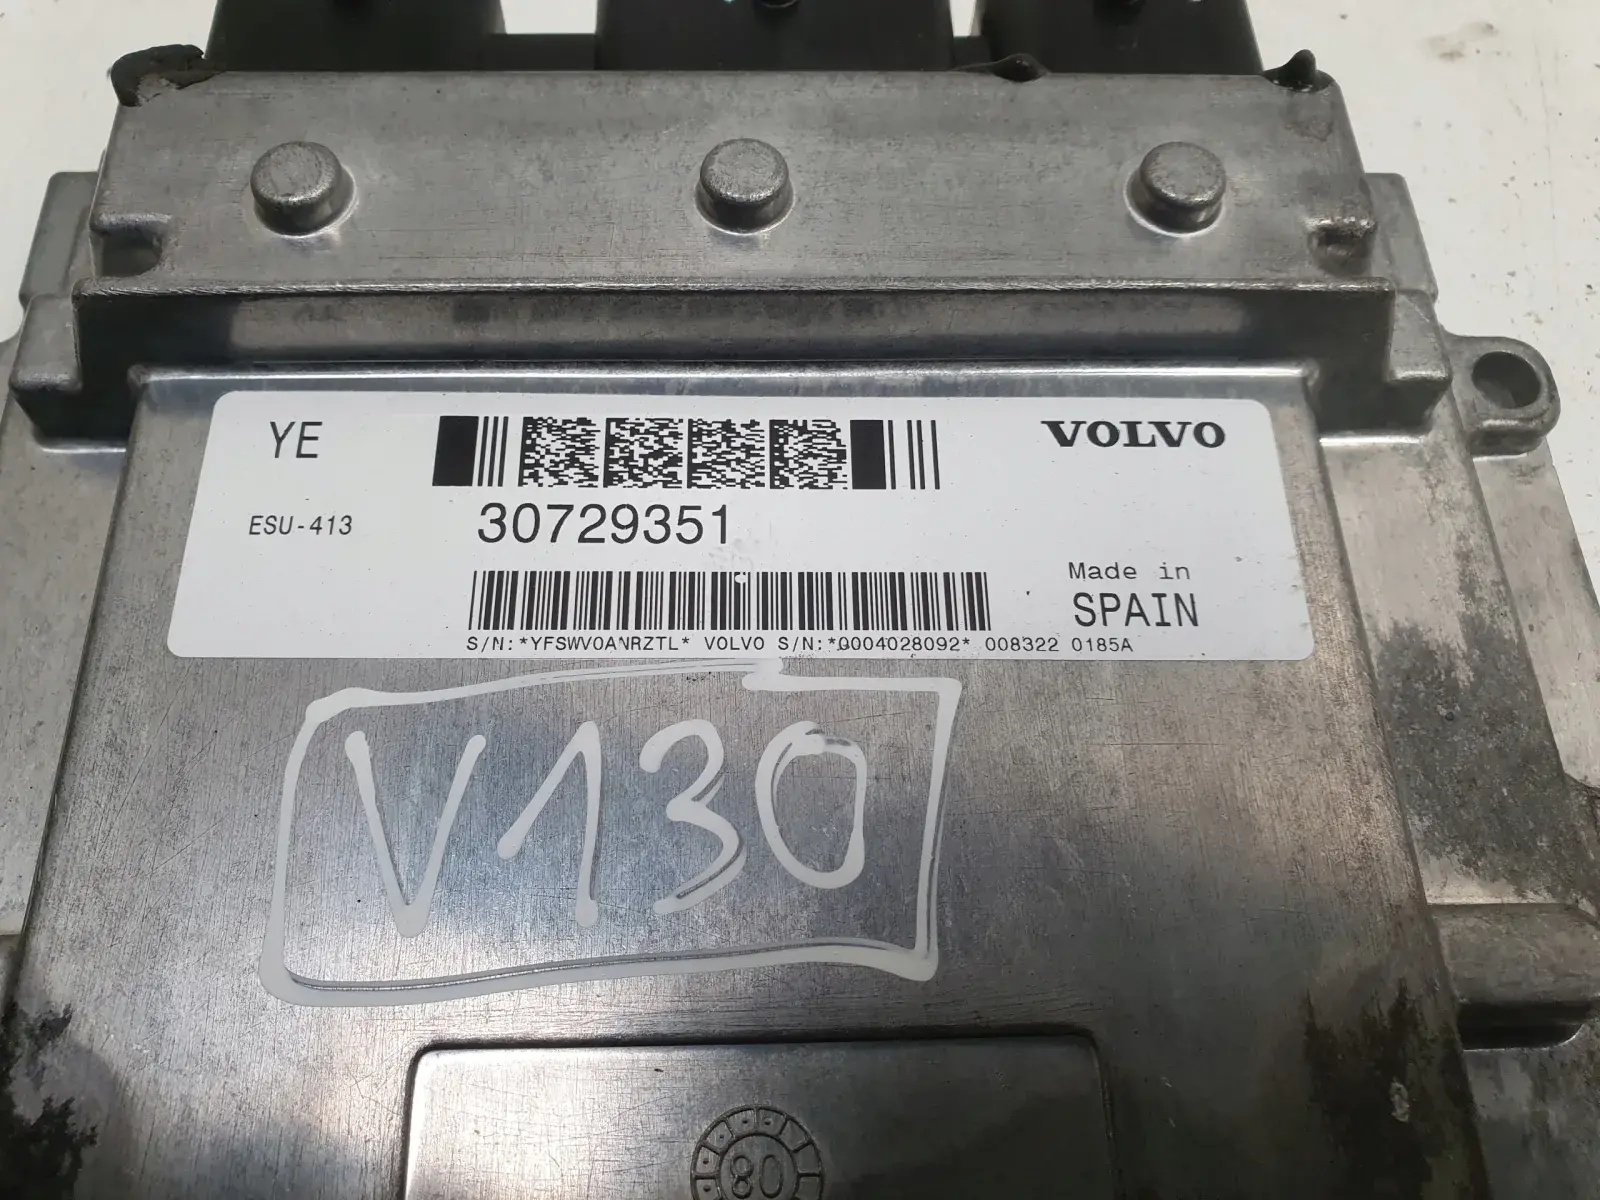 YE
VOLVO
ESU-413
30729351
Made in
SPAIN
S/N:*YFSWV0ANRZTL* VOLVO S/N:*0004028092* 008322 0185A
V130
80